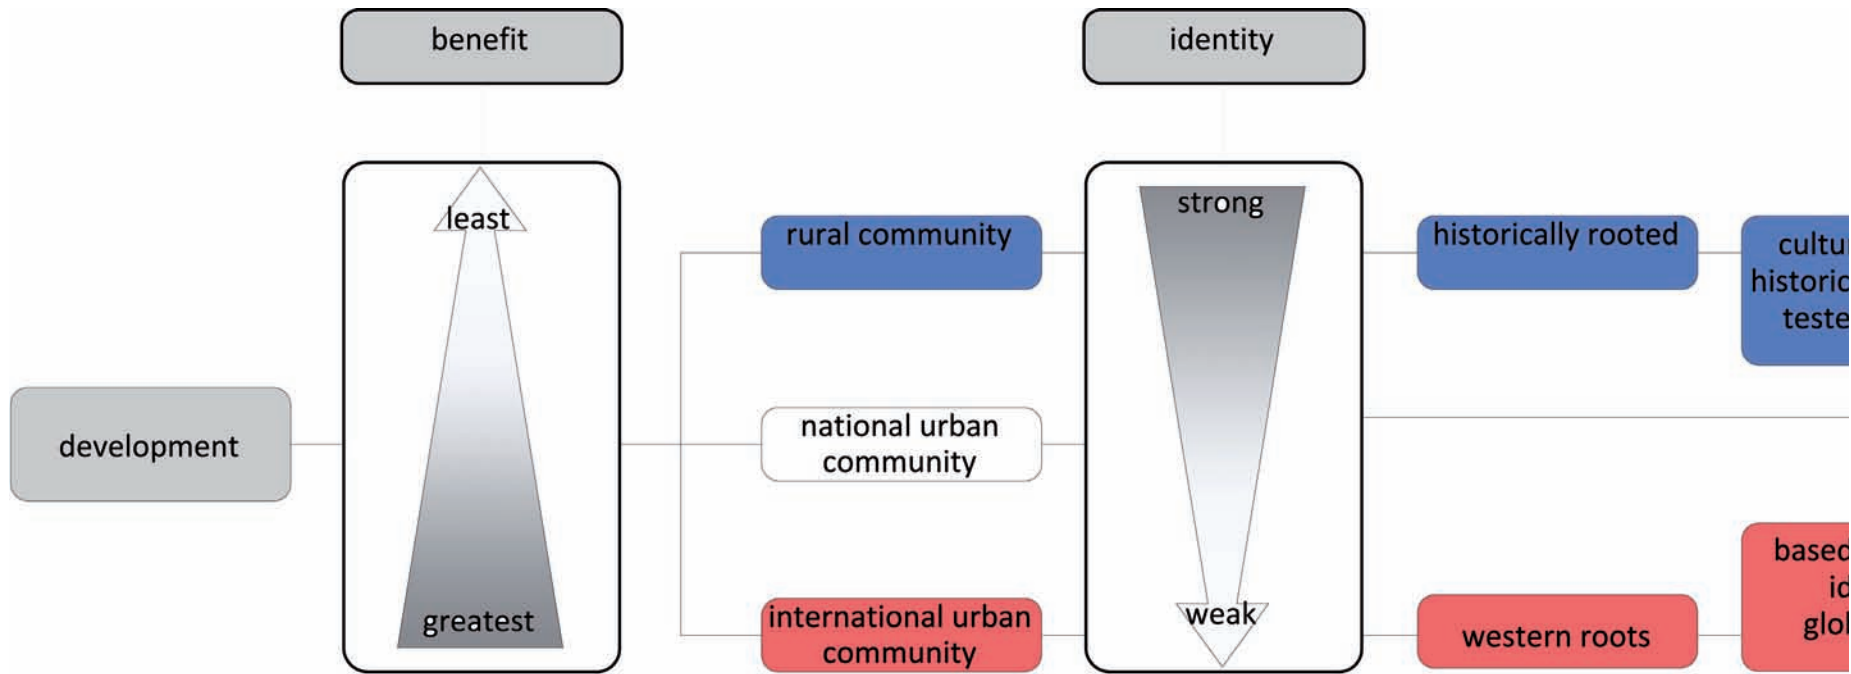 benefit
identity
least
strong
rural community
historically rooted
development
national urban
community
greatest
international urban
community
weak
western roots